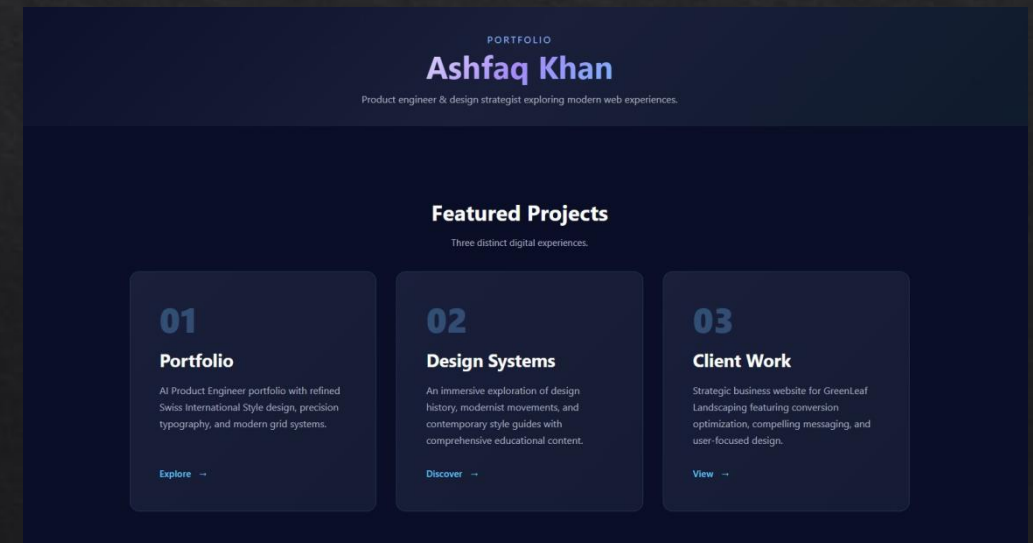 PORTFOLIO
Ashfaq Khan
Product engineer & design strategist exploring modern web experiences.
Featured Projects
Three distinct digital experiences.
01
Portfolio
AI Product Engineer portfolio with refined
Swiss International Style design, precision
typography, and modern grid systems.
Explore →
02
Design Systems
An immersive exploration of design
history, modernist movements, and
contemporary style guides with
comprehensive educational content.
Discover →
03
Client Work
Strategic business website for GreenLeaf
Landscaping featuring conversion
optimization, compelling messaging, and
user-focused design.
View →